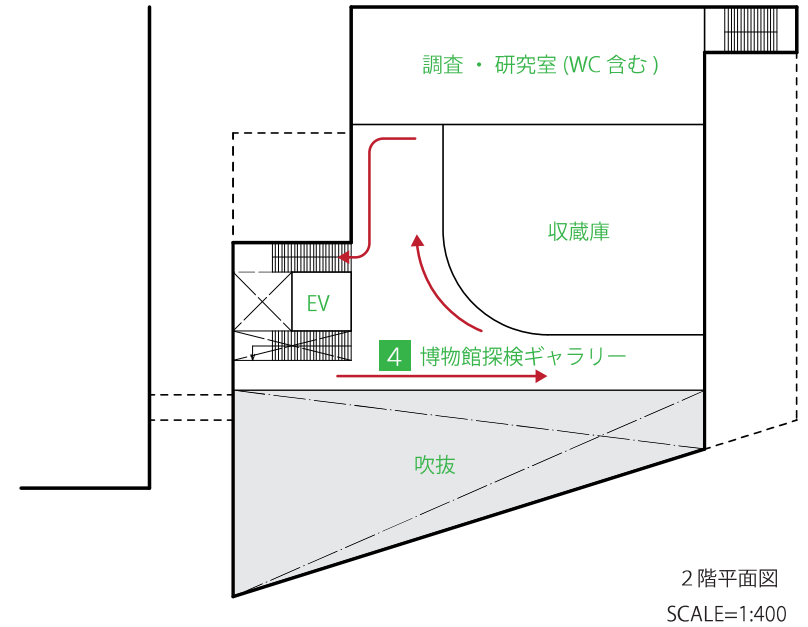 調査 ・ 研究室 (WC 含む )
収蔵庫
EV
4 博物館探検ギャラリー
吹抜
2 階平面図
SCALE=1:400